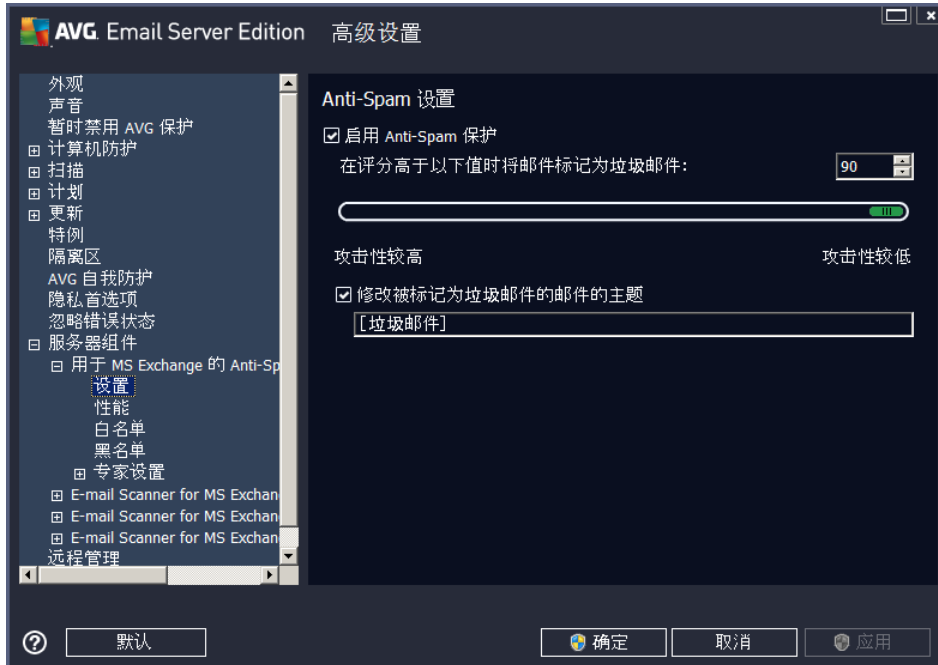 AVG. Email Server Edition 高级设置
外观
声音
暂时禁用 AVG 保护
计算机防护
扫描
计划
更新
特例
隔离区
AVG 自我防护
隐私首选项
忽略错误状态
服务器组件
用于 MS Exchange 的 Anti-Sp
设置
性能
白名单
黑名单
专家设置
E-mail Scanner for MS Exchan
E-mail Scanner for MS Exchan
E-mail Scanner for MS Exchan
远程管理
Anti-Spam 设置
启用 Anti-Spam 保护
在评分高于以下值时将邮件标记为垃圾邮件: 90
攻击性较高 攻击性较低
修改被标记为垃圾邮件的邮件的主题
[垃圾邮件]
默认 确定 取消 应用